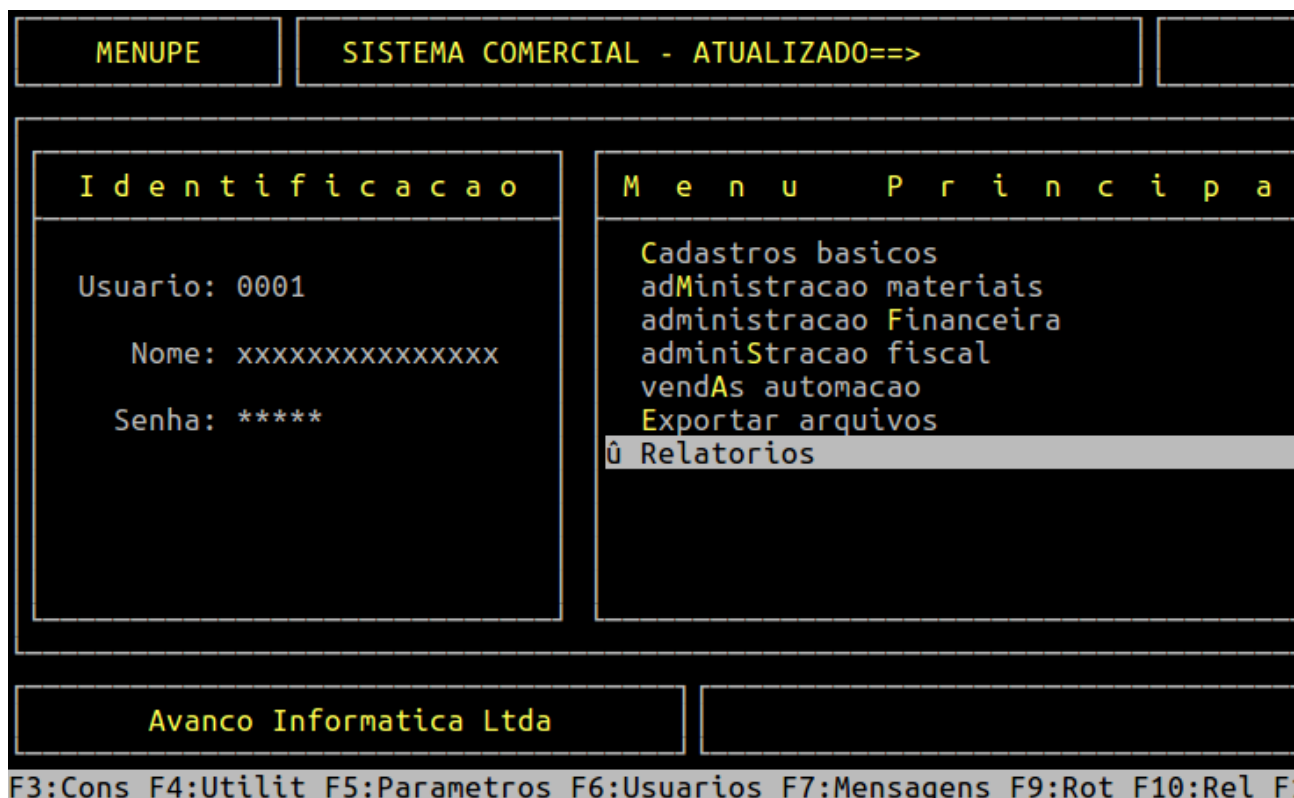 MENUPE SISTEMA COMERCIAL - ATUALIZADO==>
I d e n t i f i c a c a o
Usuario: 0001
Nome: xxxxxxxxxxxxxxx
Senha: *****
M e n u P r i n c i p a
Cadastros basicos
adMinistracao materiais
administracao Financeira
adminiStracao fiscal
vendAs automacao
Exportar arquivos
û Relatorios
Avanco Informatica Ltda
F3:Cons F4:Utilit F5:Parametros F6:Usuarios F7:Mensagens F9:Rot F10:Rel